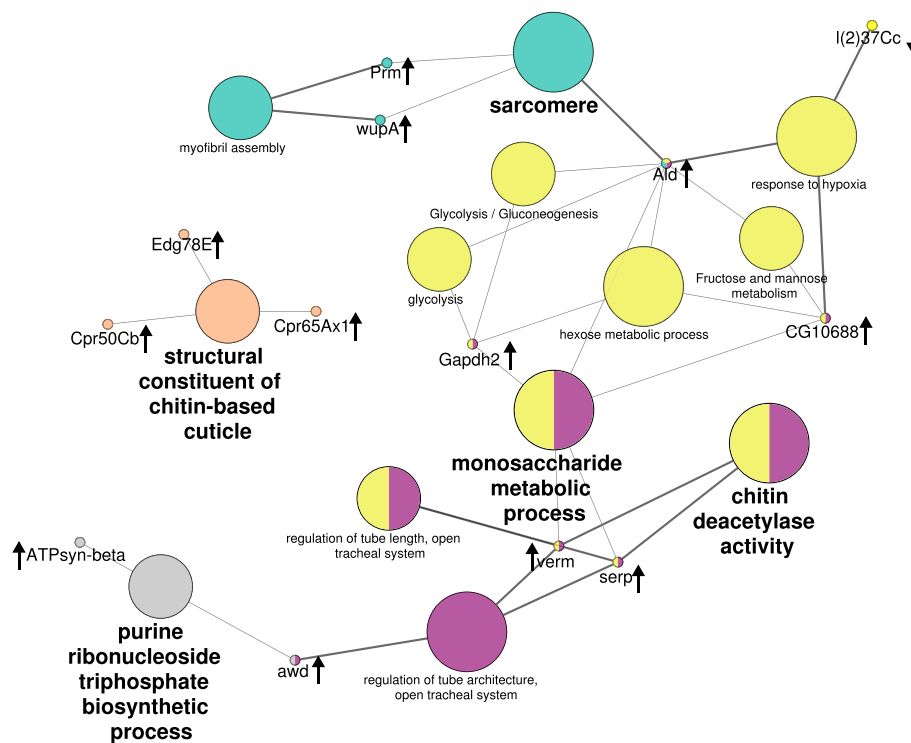 l(2)37Cc
Prm
sarcomere
wupA
myofibril assembly
Ald
response to hypoxia
Glycolysis / Gluconeogenesis
Edg78E
Fructose and mannose
metabolism
glycolysis
Cpr50Cb
Cpr65Ax1
hexose metabolic process
CG10688
structural
constituent of
chitin-based
cuticle
Gapdh2
monosaccharide
metabolic
process
chitin
deacetylase
activity
regulation of tube length, open
tracheal system
ATPsyn-beta
verm
serp
purine
ribonucleoside
triphosphate
biosynthetic
process
awd
regulation of tube architecture,
open tracheal system